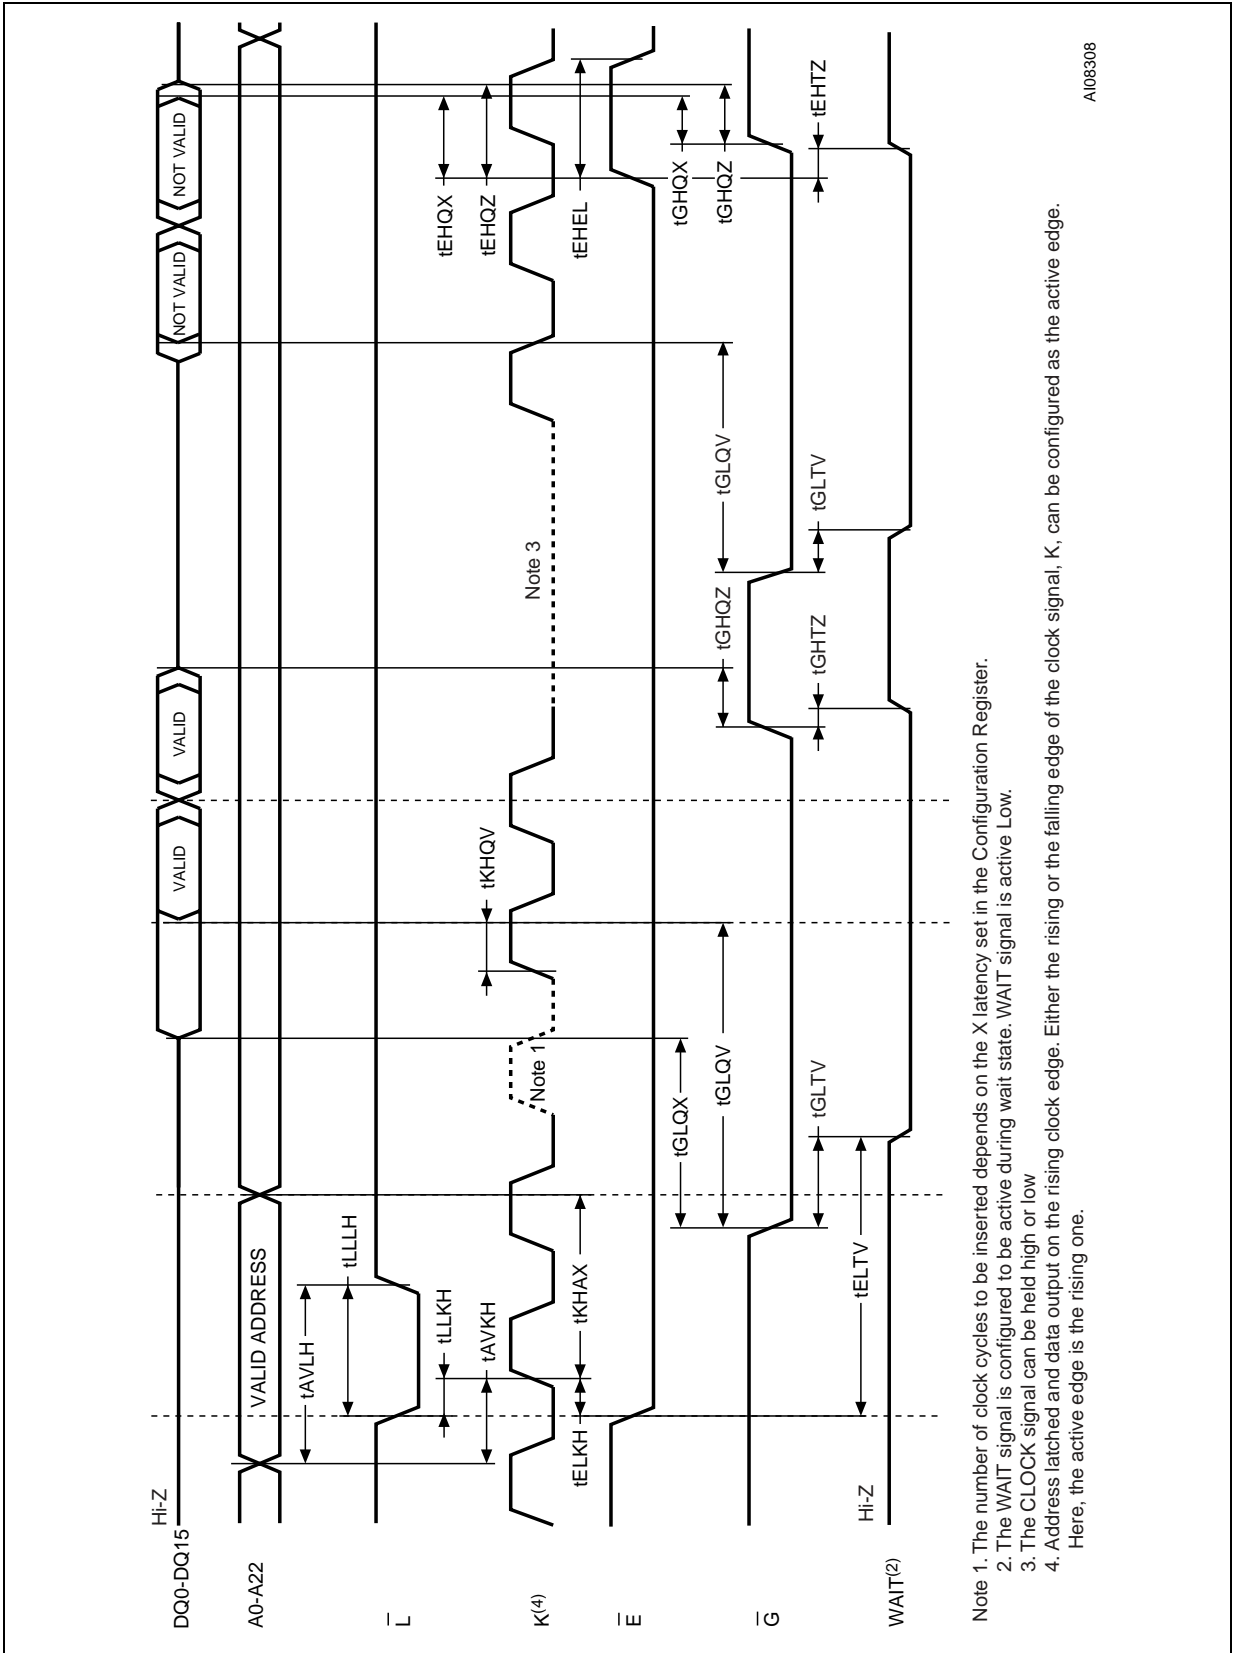 Hi-Z
DQ0-DQ15
VALID
VALID
NOT VALID
NOT VALID
A0-A22
VALID ADDRESS
tAVLH
L
tLLLH
tLLKH
tAVKH
tKHQV
tEHQX
tEHQZ
K(4)
Note 1
Note 3
tELKH
tKHAX
tEHEL
E
tGLQX
tGHQX
tGLQV
tGHQZ
tGLQV
tGHQZ
G
tGLTV
tGHTZ
tGLTV
tEHTZ
tELTV
Hi-Z
WAIT(2)
Note 1. The number of clock cycles to be inserted depends on the X latency set in the Configuration Register.
2. The WAIT signal is configured to be active during wait state. WAIT signal is active Low.
3. The CLOCK signal can be held high or low
4. Address latched and data output on the rising clock edge. Either the rising or the falling edge of the clock signal, K, can be configured as the active edge.
Here, the active edge is the rising one.
AI08308